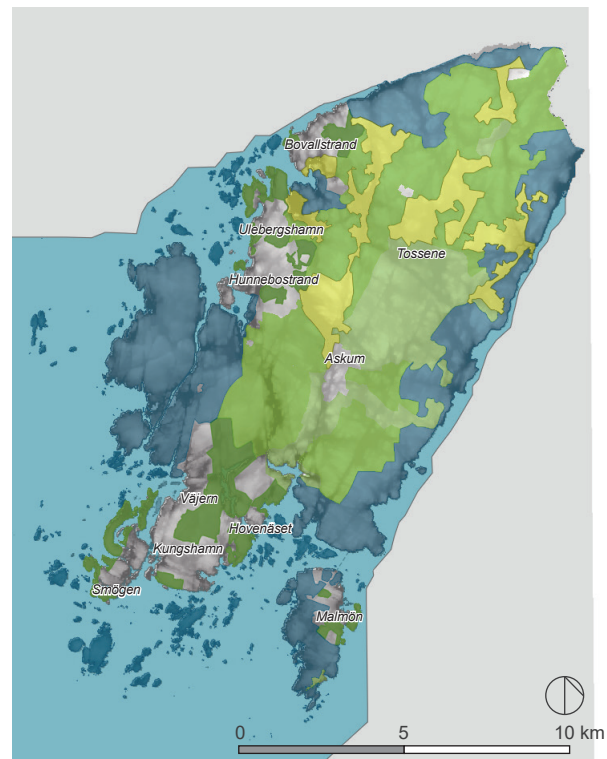 Bovallstrand
Ulebergshamn
Tossene
Hunnebostrand
Askum
Väjern
Hovenäset
Kungshamn
Smögen
Malmön
0 5 10 km